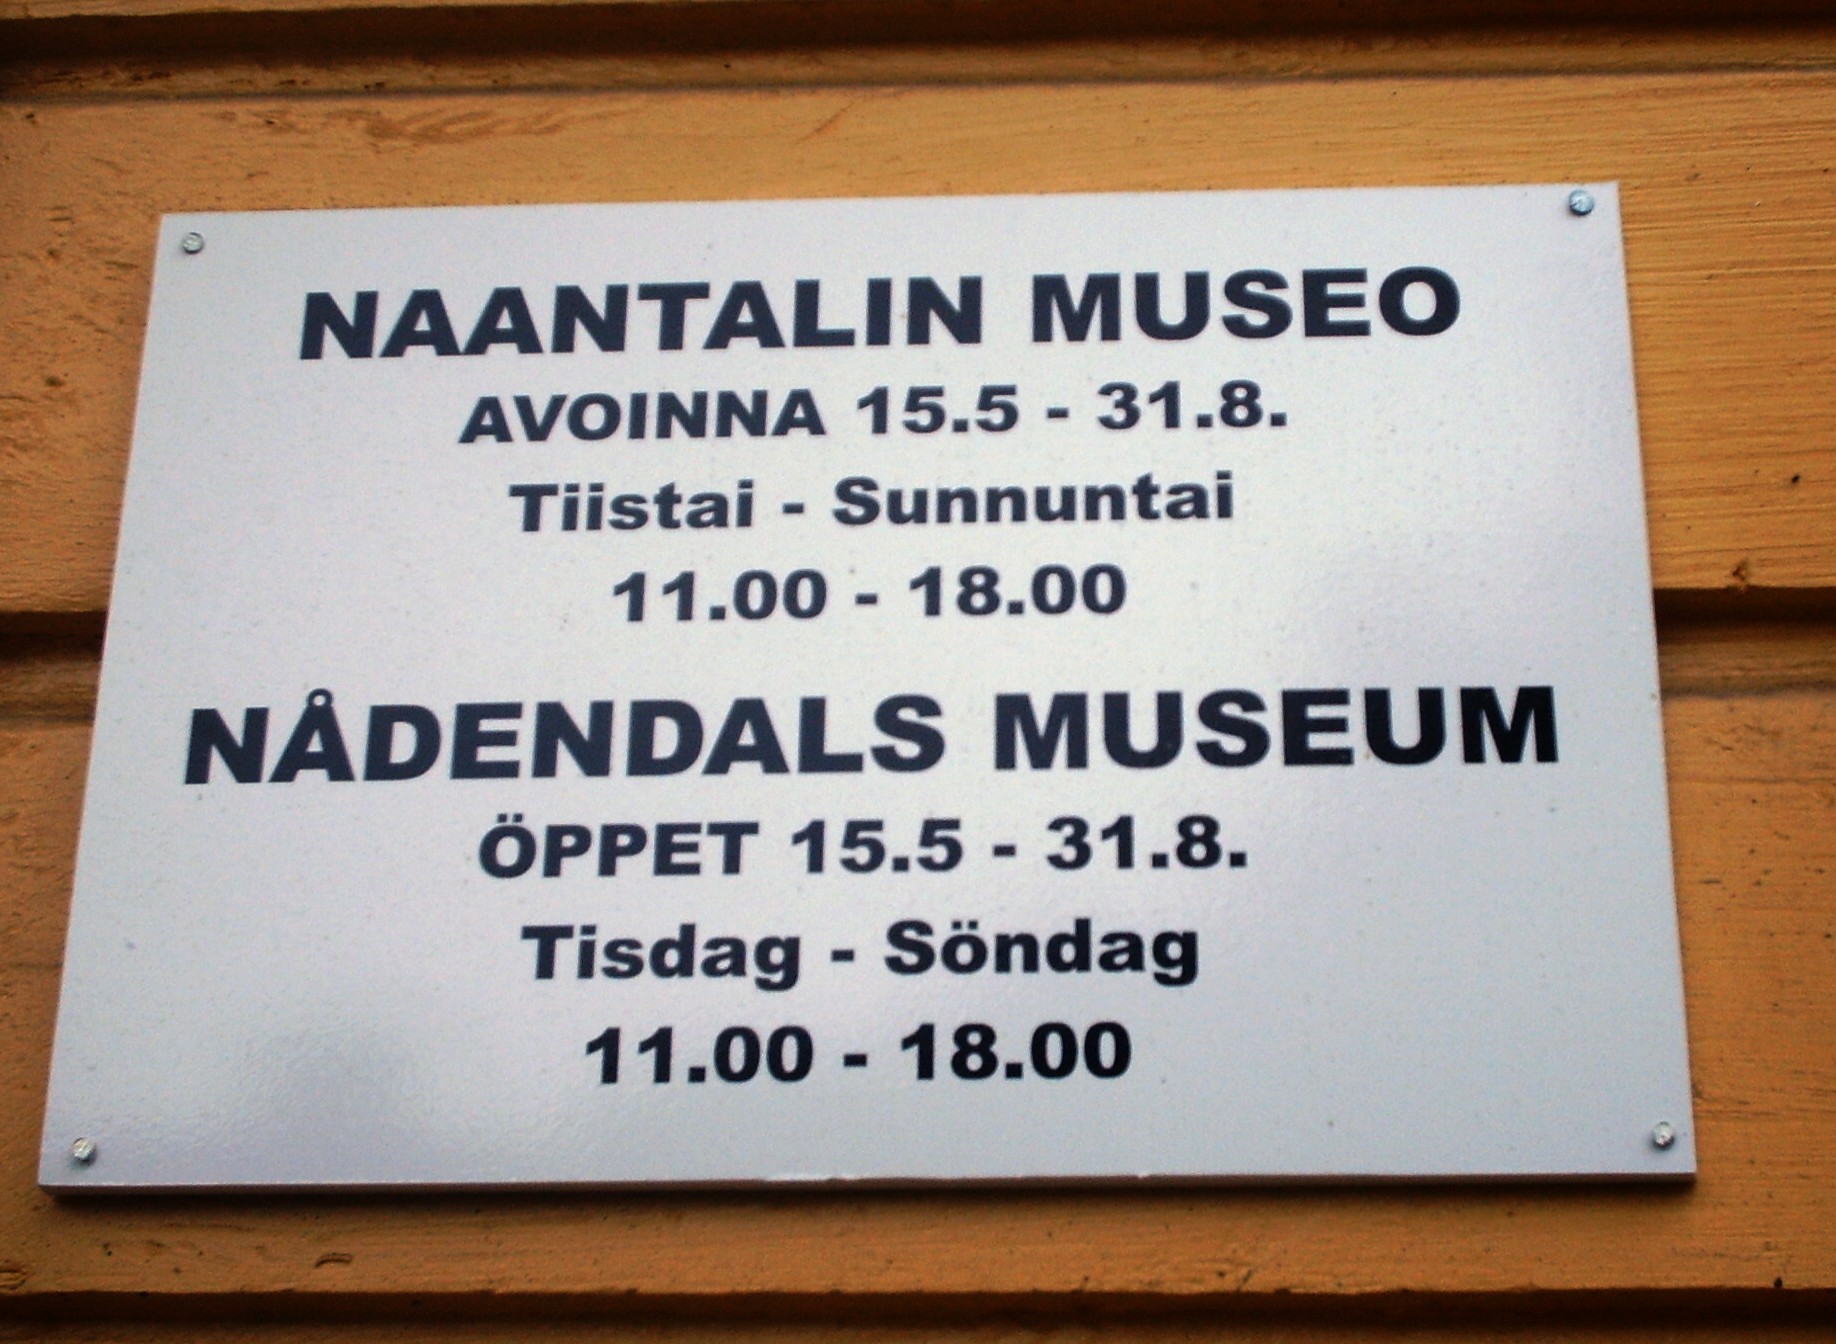 NAANTALIN MUSEO
AVOINNA 15.5 - 31.8.
Tiistai - Sunnuntai
11.00 - 18.00
NÅDENDALS MUSEUM
ÖPPET 15.5 - 31.8.
Tisdag - Söndag
11.00 - 18.00